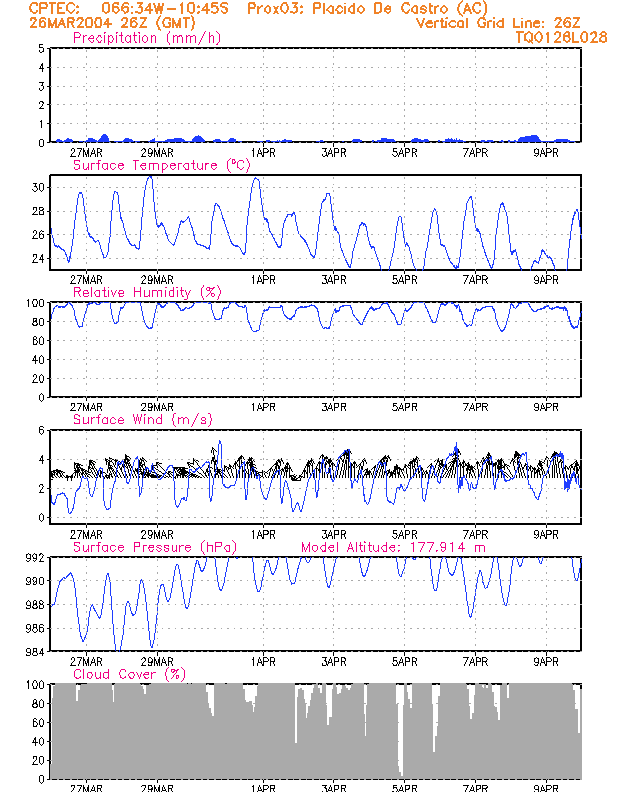 CPTEC: 066:34W-10:45S Prox03: Placido De Castro (AC)
26MAR2004 26Z (GMT) Vertical Grid Line: 26Z
Precipitation (mm/h) TQ0126L028
5
4
3
2
1
0
27MAR 29MAR 1APR 3APR 5APR 7APR 9APR
Surface Temperature (ºC)
30
28
26
24
27MAR 29MAR 1APR 3APR 5APR 7APR 9APR
Relative Humidity (%)
100
80
60
40
20
0
27MAR 29MAR 1APR 3APR 5APR 7APR 9APR
Surface Wind (m/s)
6
4
2
0
27MAR 29MAR 1APR 3APR 5APR 7APR 9APR
Surface Pressure (hPa) Model Altitude: 177.914 m
992
990
988
986
984
27MAR 29MAR 1APR 3APR 5APR 7APR 9APR
Cloud Cover (%)
100
80
60
40
20
0
27MAR 29MAR 1APR 3APR 5APR 7APR 9APR